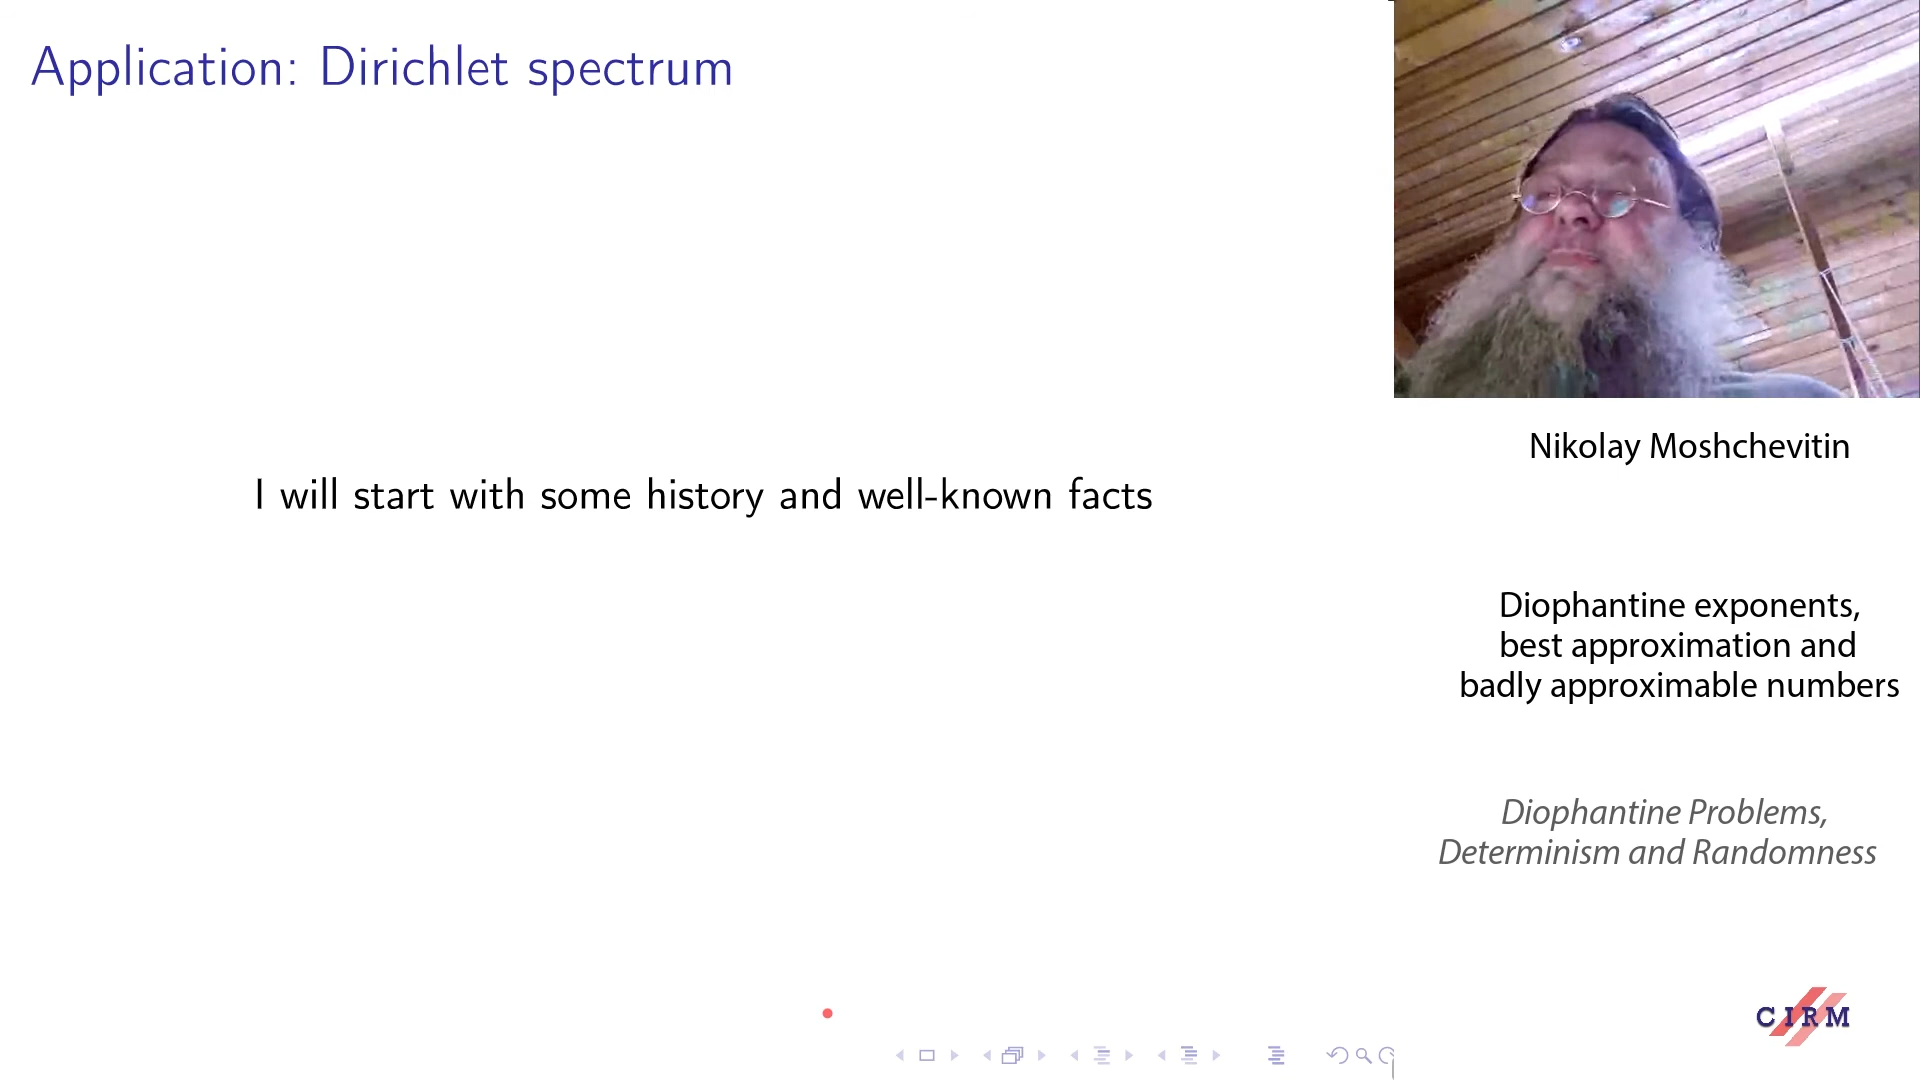 Application: Dirichlet spectrum
I will start with some history and well-known facts
Nikolay Moshchevitin
Diophantine exponents,
best approximation and
badly approximable numbers
Diophantine Problems,
Determinism and Randomness
CIRM